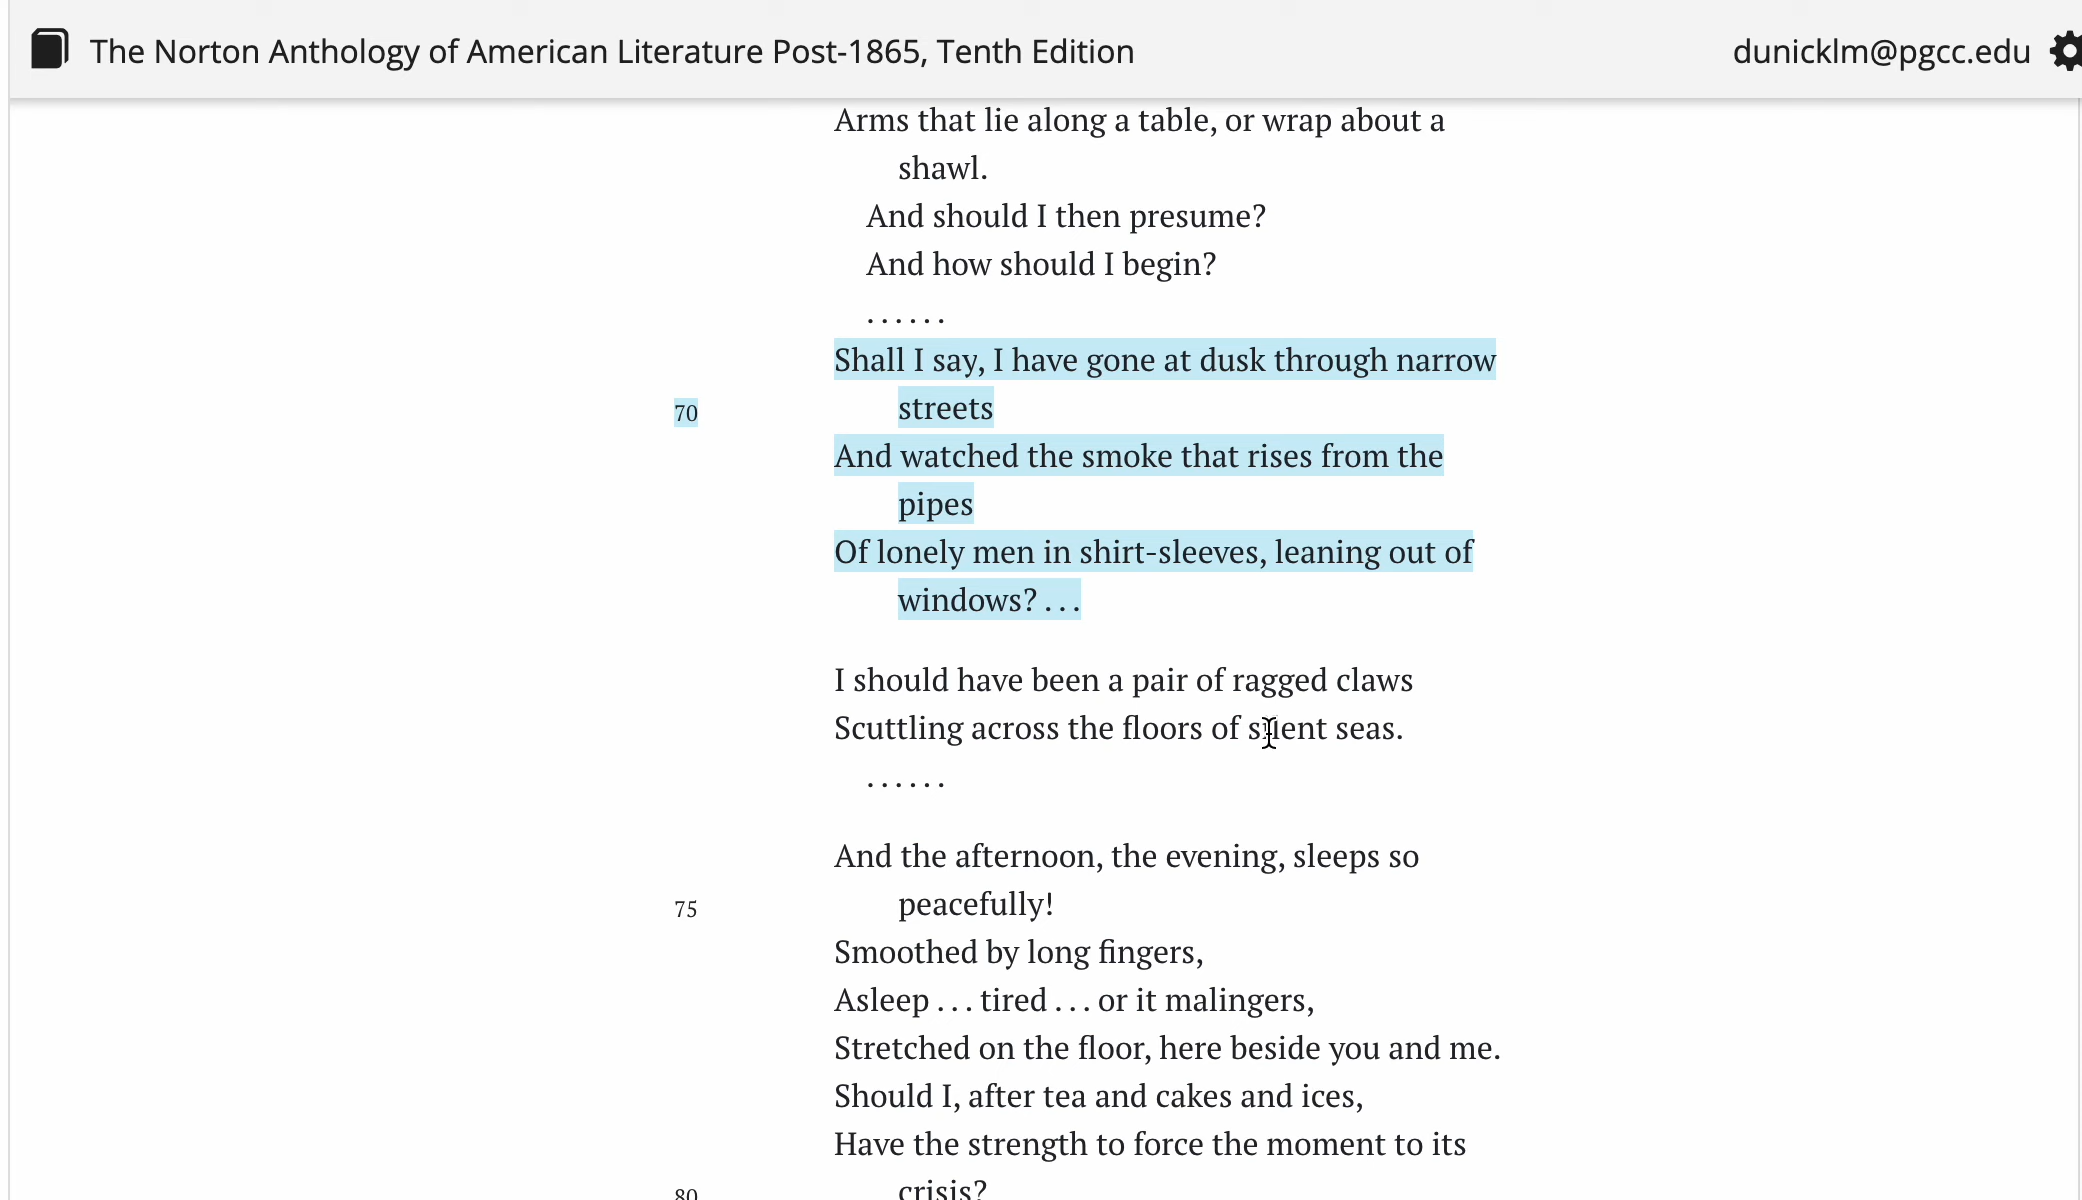 The Norton Anthology of American Literature Post-1865, Tenth Edition dunicklm@pgcc.edu
Arms that lie along a table, or wrap about a
shawl.
And should I then presume?
And how should I begin?
. . . . . .
Shall I say, I have gone at dusk through narrow
70 streets
And watched the smoke that rises from the
pipes
Of lonely men in shirt-sleeves, leaning out of
windows? . . .
I should have been a pair of ragged claws
Scuttling across the floors of silent seas.
. . . . . .
And the afternoon, the evening, sleeps so
75 peacefully!
Smoothed by long fingers,
Asleep . . . tired . . . or it malingers,
Stretched on the floor, here beside you and me.
Should I, after tea and cakes and ices,
Have the strength to force the moment to its
80 crisis?